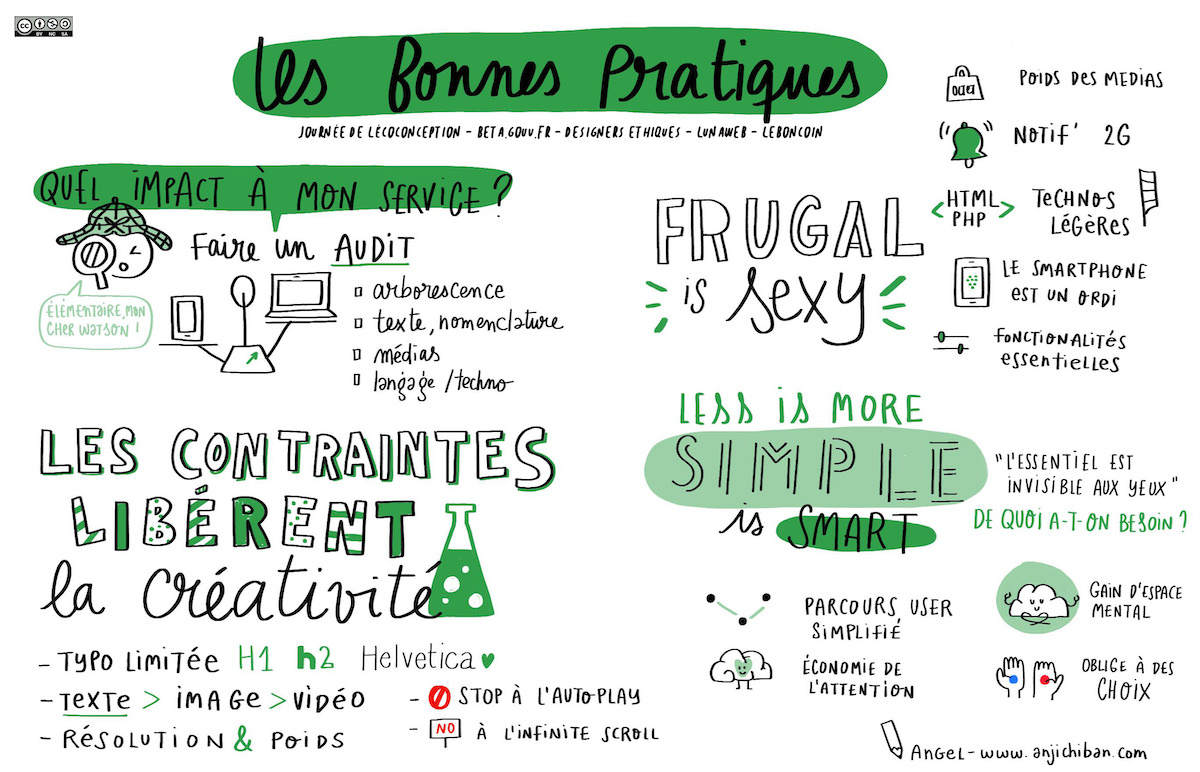 CC BY NC SA
Les Bonnes Pratiques
JOURNÉE DE L'ÉCOCONCEPTION - BETA.GOUV.FR - DESIGNERS ETHIQUES - LUNAWEB - LEBONCOIN
QUEL IMPACT À MON SERVICE ?
Faire un AUDIT
ÉLÉMENTAIRE, MON
CHER WATSON !
arborescence
texte, nomenclature
médias
langage / techno
LES CONTRAINTES
LIBÉRENT
la créativité
- TYPO LIMITÉE H1 h2 Helvetica
- TEXTE > IMAGE > VIDÉO
- RÉSOLUTION & POIDS
- STOP À L'AUTOPLAY
- NO À L'INFINITE SCROLL
FRUGAL
is sexy
POIDS DES MEDIAS
NOTIF' 2G
< HTML PHP >
TECHNOS
LÉGÈRES
LE SMARTPHONE
EST UN ORDI
FONCTIONALITÉS
ESSENTIELLES
LESS IS MORE
SIMPLE
is SMART
"L'ESSENTIEL EST
INVISIBLE AUX YEUX"
DE QUOI A-T-ON BESOIN ?
PARCOURS USER
SIMPLIFIÉ
ÉCONOMIE DE
L'ATTENTION
GAIN D'ESPACE
MENTAL
OBLIGE À DES
CHOIX
ANGEL - www.anjichiban.com